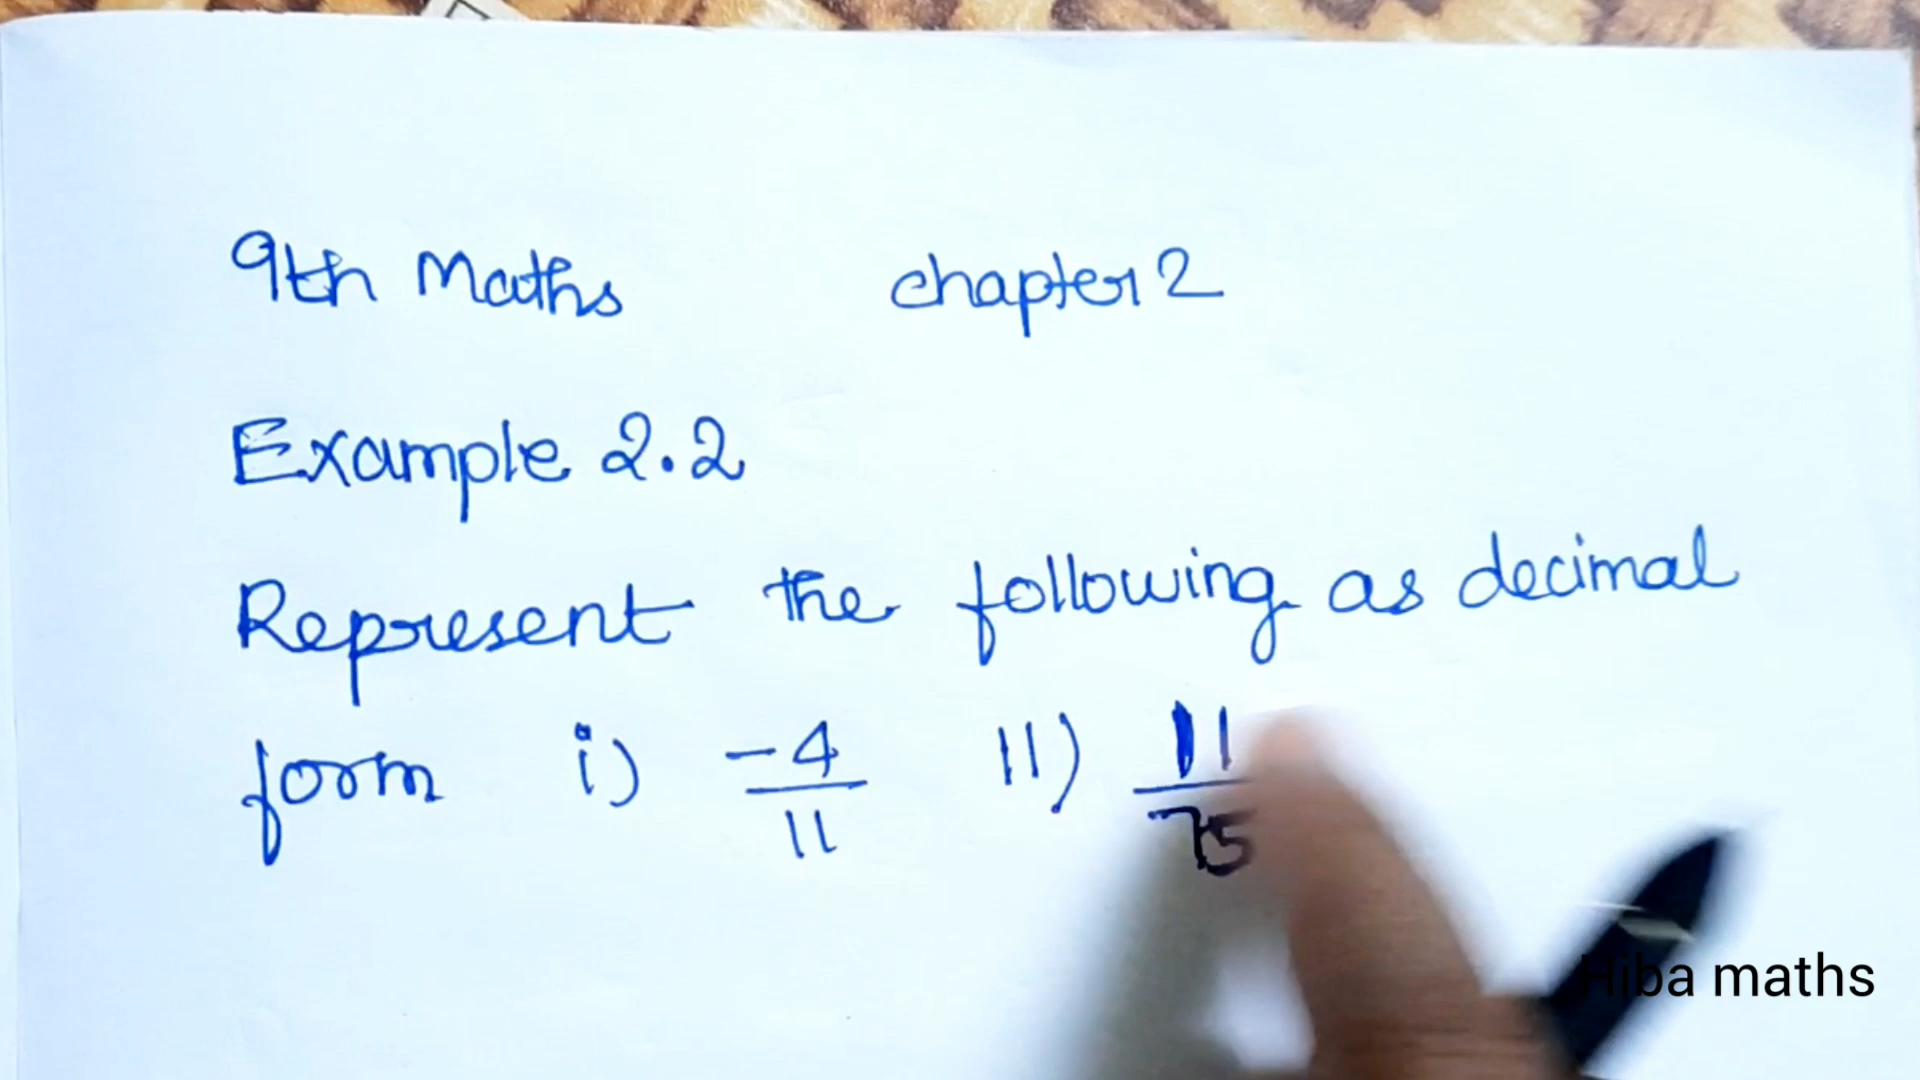 9th Maths chapter 2
Example 2.2
Represent the following as decimal
form i) -4/11 11) 11/75
Hiba maths